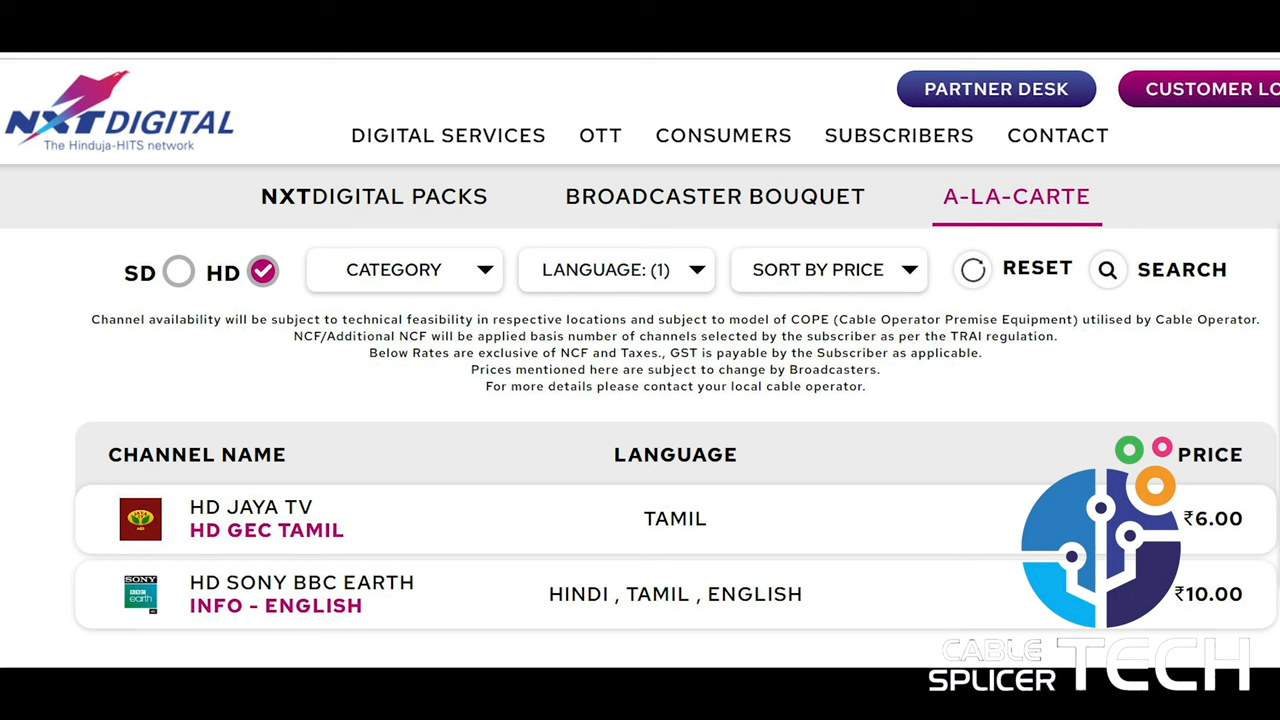 NXTDIGITAL
The Hinduja-HITS network
PARTNER DESK
CUSTOMER LO
DIGITAL SERVICES OTT CONSUMERS SUBSCRIBERS CONTACT
NXTDIGITAL PACKS BROADCASTER BOUQUET A-LA-CARTE
SD HD CATEGORY LANGUAGE: (1) SORT BY PRICE RESET SEARCH
Channel availability will be subject to technical feasibility in respective locations and subject to model of COPE (Cable Operator Premise Equipment) utilised by Cable Operator.
NCF/Additional NCF will be applied basis number of channels selected by the subscriber as per the TRAI regulation.
Below Rates are exclusive of NCF and Taxes., GST is payable by the Subscriber as applicable.
Prices mentioned here are subject to change by Broadcasters.
For more details please contact your local cable operator.
CHANNEL NAME LANGUAGE PRICE
HD JAYA TV
HD GEC TAMIL
TAMIL
₹6.00
SONY
BBC
earth
HD SONY BBC EARTH
INFO - ENGLISH
HINDI , TAMIL , ENGLISH
₹10.00
CABLE
SPLICER TECH